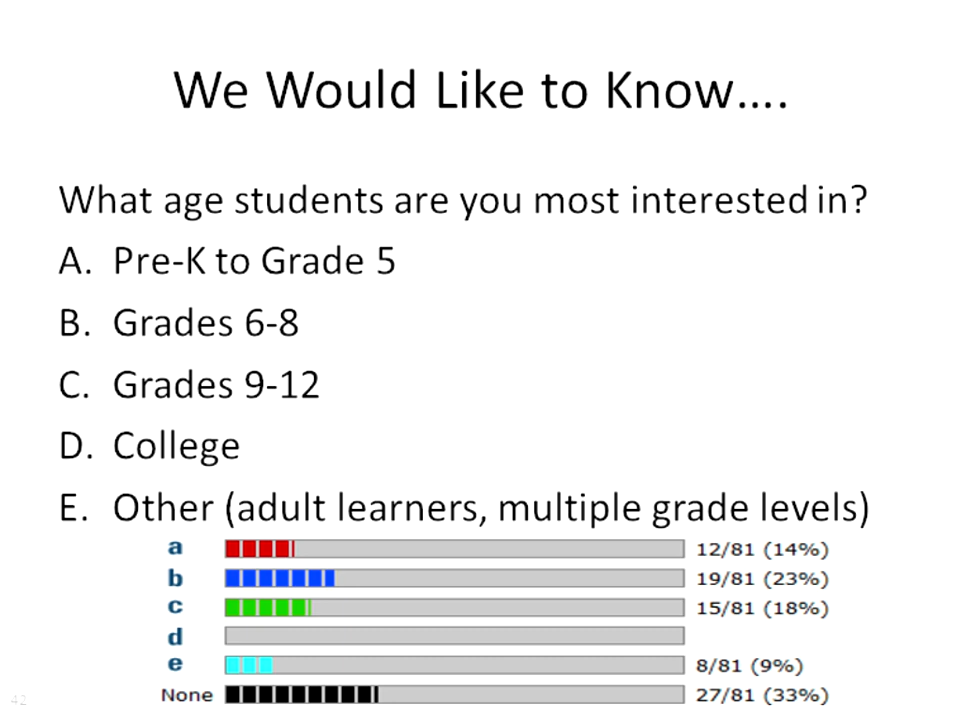 We Would Like to Know....
What age students are you most interested in?
A. Pre-K to Grade 5
B. Grades 6-8
C. Grades 9-12
D. College
E. Other (adult learners, multiple grade levels)
a 12/81 (14%)
b 19/81 (23%)
c 15/81 (18%)
d
e 8/81 (9%)
None 27/81 (33%)
42